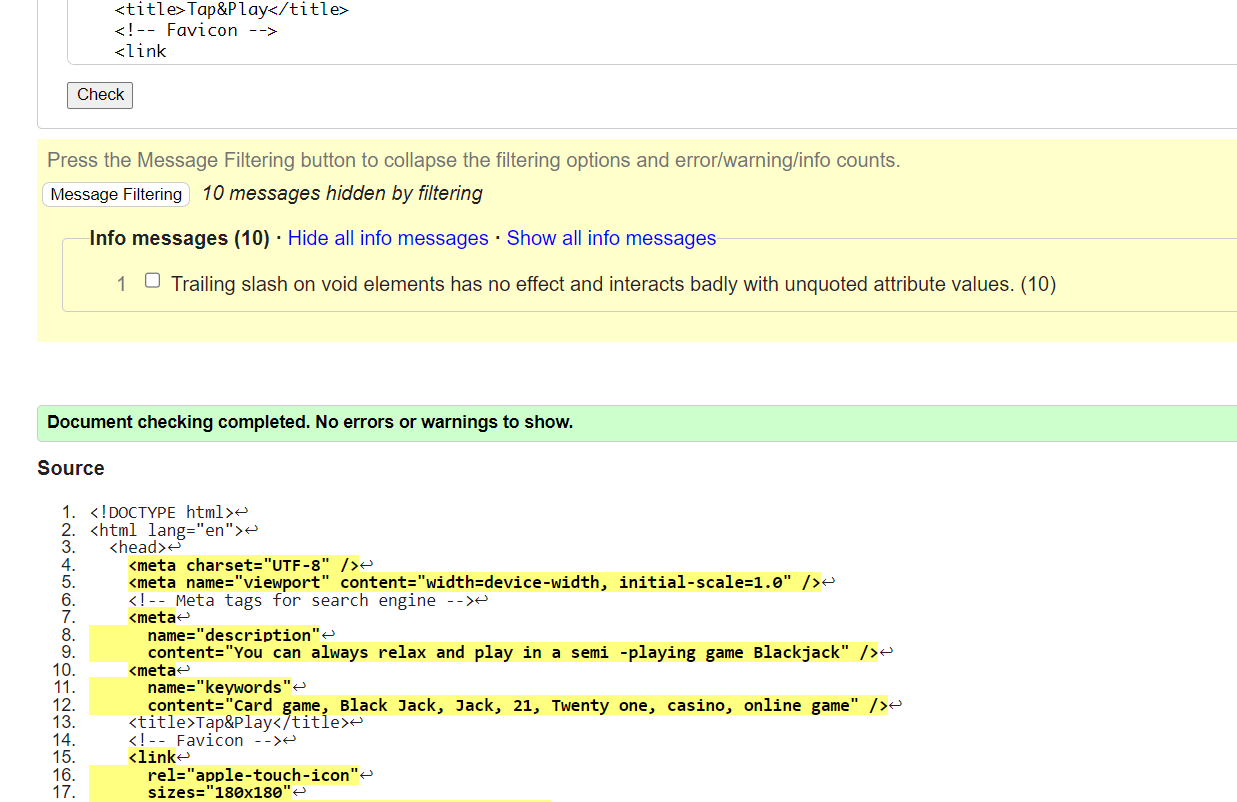 <title>Tap&Play</title>
<!-- Favicon -->
<link
Check
Press the Message Filtering button to collapse the filtering options and error/warning/info counts.
Message Filtering 10 messages hidden by filtering
Info messages (10) · Hide all info messages · Show all info messages
1 Trailing slash on void elements has no effect and interacts badly with unquoted attribute values. (10)
Document checking completed. No errors or warnings to show.
Source
1. <!DOCTYPE html>↩
2. <html lang="en">↩
3. <head>↩
4. <meta charset="UTF-8" />↩
5. <meta name="viewport" content="width=device-width, initial-scale=1.0" />↩
6. <!-- Meta tags for search engine -->↩
7. <meta↩
8. name="description"↩
9. content="You can always relax and play in a semi -playing game Blackjack" />↩
10. <meta↩
11. name="keywords"↩
12. content="Card game, Black Jack, Jack, 21, Twenty one, casino, online game" />↩
13. <title>Tap&Play</title>↩
14. <!-- Favicon -->↩
15. <link↩
16. rel="apple-touch-icon"↩
17. sizes="180x180"↩